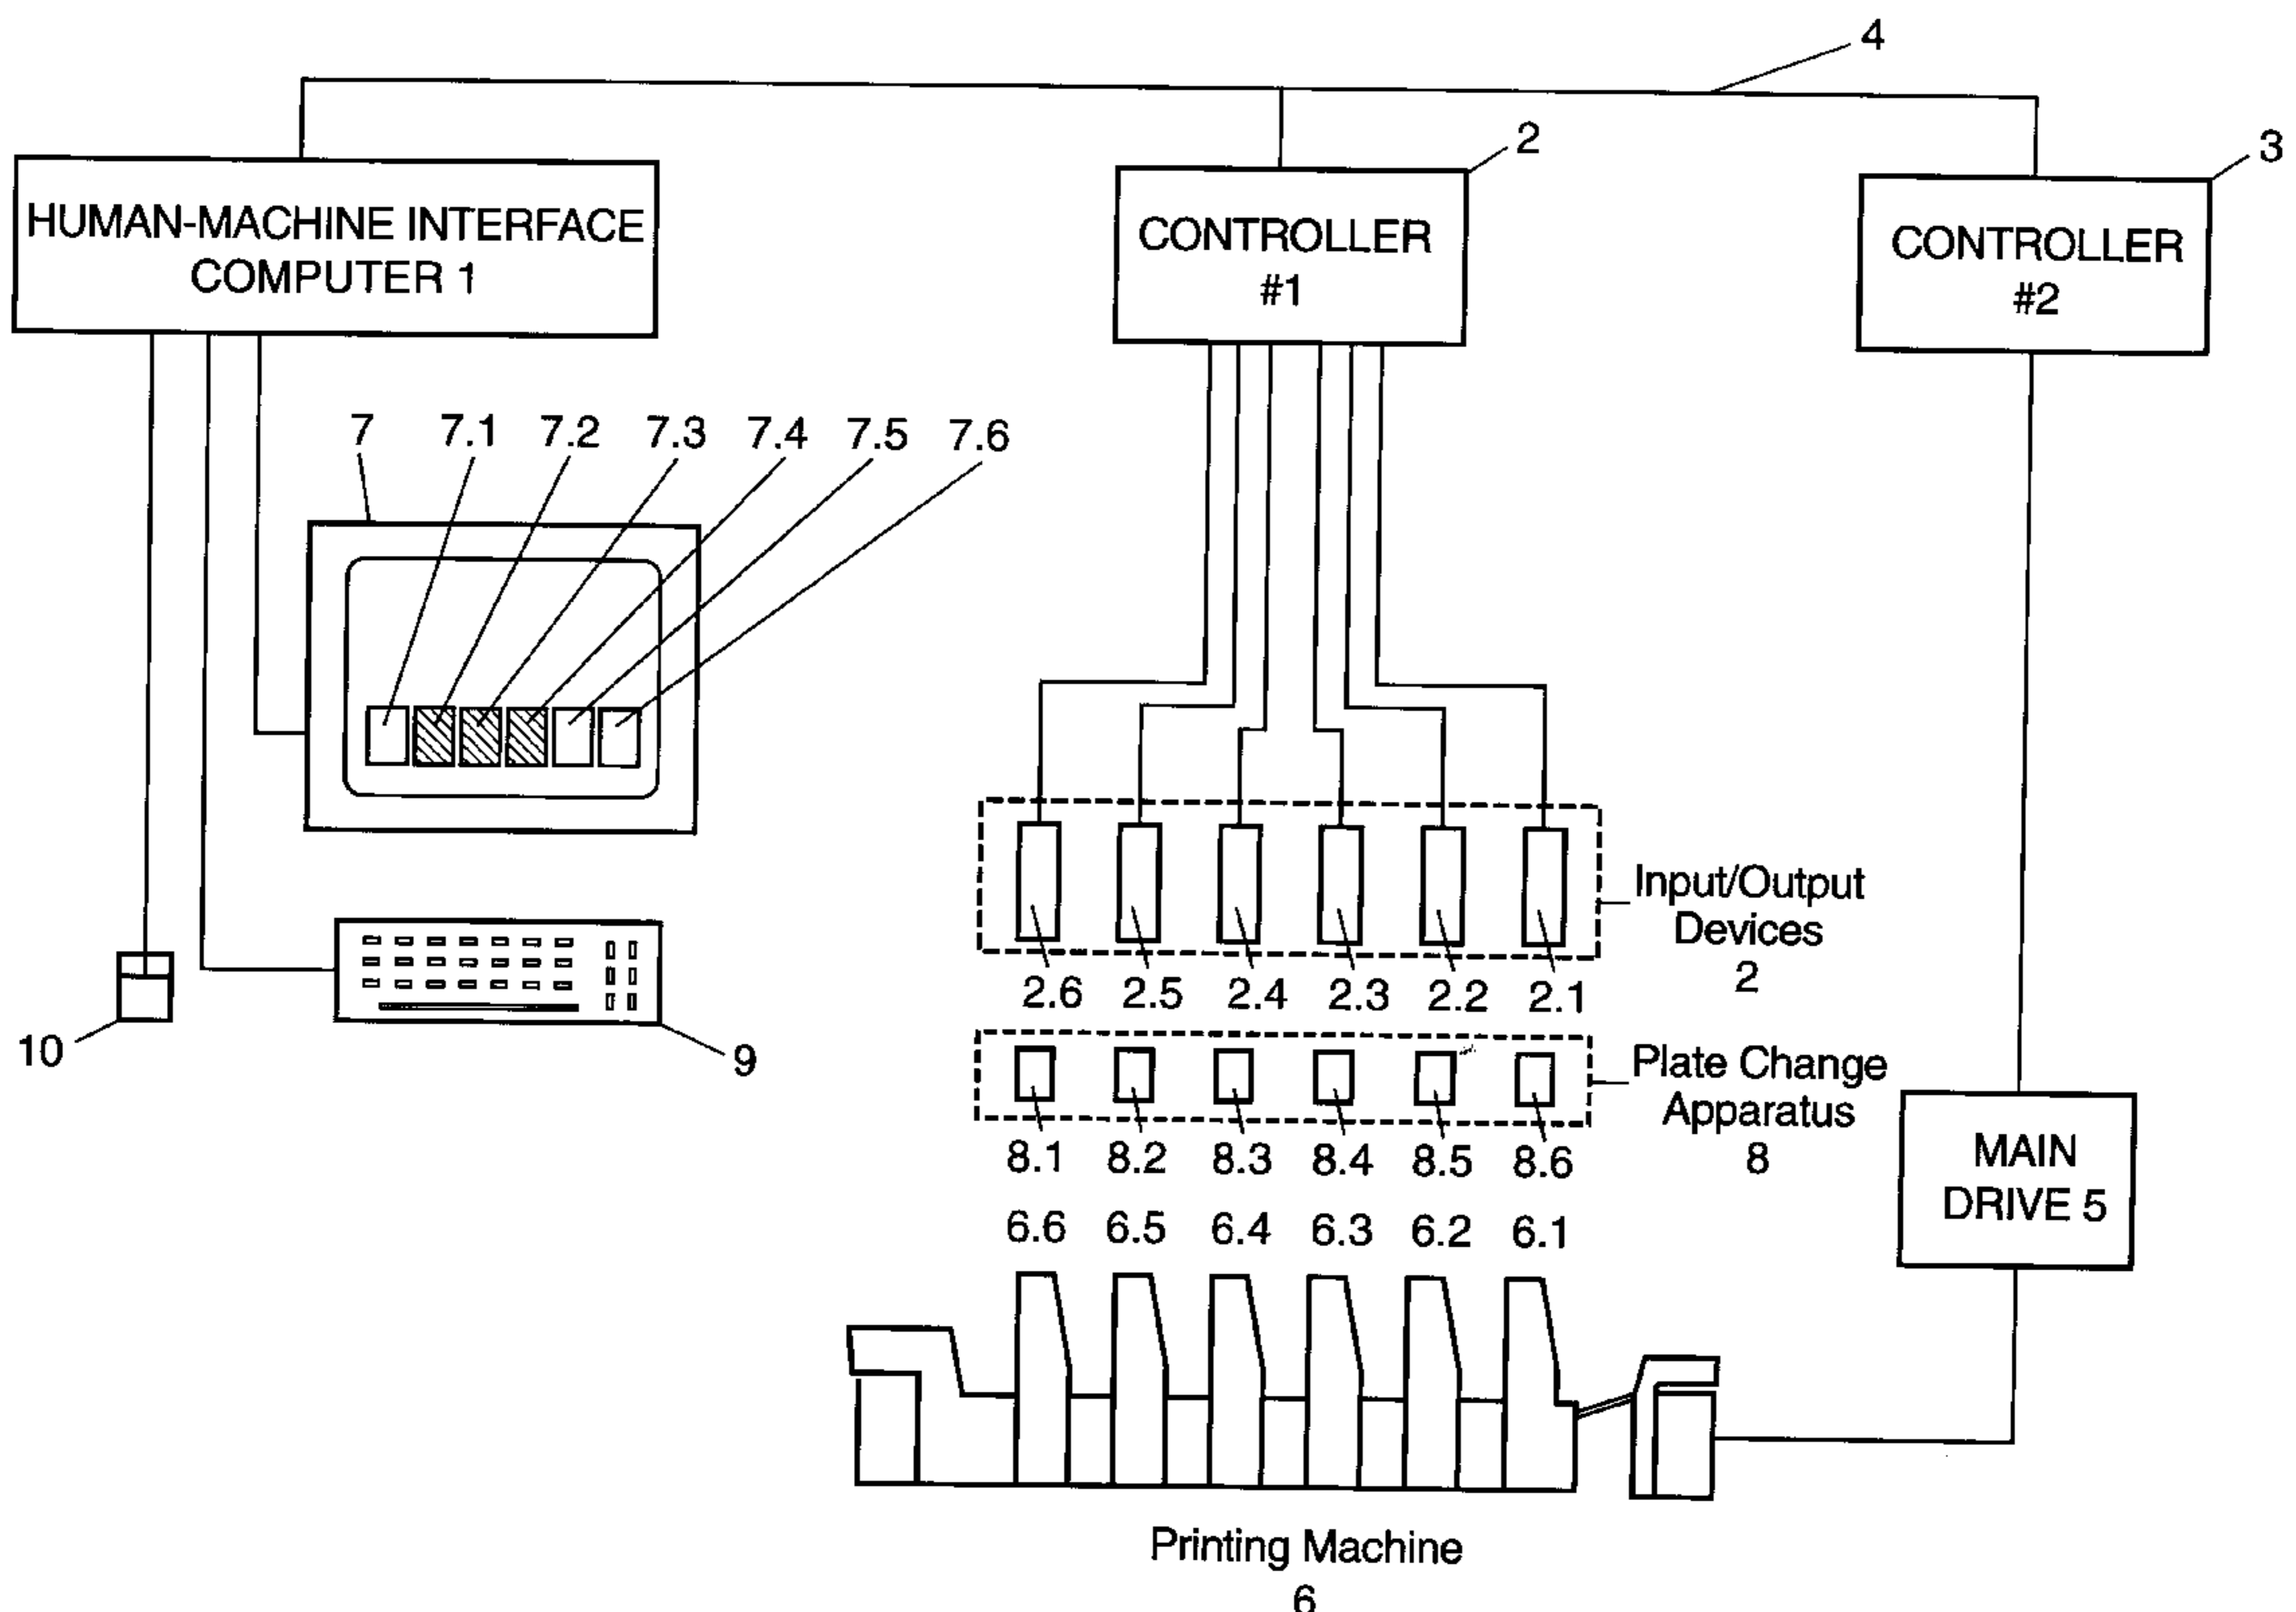 4
2
3
HUMAN-MACHINE INTERFACE
COMPUTER 1
CONTROLLER
#1
CONTROLLER
#2
7 7.1 7.2 7.3 7.4 7.5 7.6
Input/Output
Devices
2
2.6 2.5 2.4 2.3 2.2 2.1
10
9
Plate Change
Apparatus
8
8.1 8.2 8.3 8.4 8.5 8.6
MAIN
DRIVE 5
6.6 6.5 6.4 6.3 6.2 6.1
Printing Machine
6